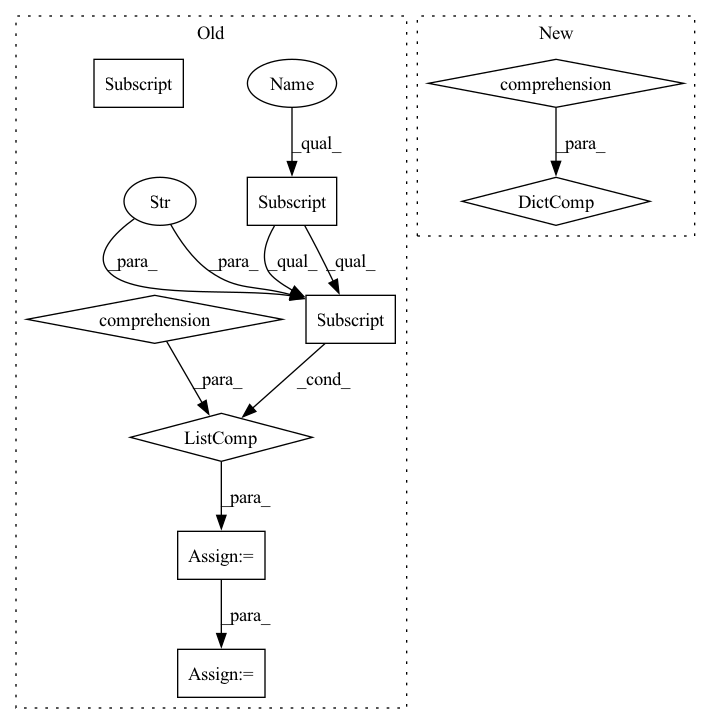 Old
New
Subscript
Name
comprehension
_qual_
_para_
Str
Subscript
DictComp
_para_
_para_
_qual_
_qual_
comprehension
Subscript
_para_
_cond_
ListComp
_para_
Assign:=
_para_
Assign:=